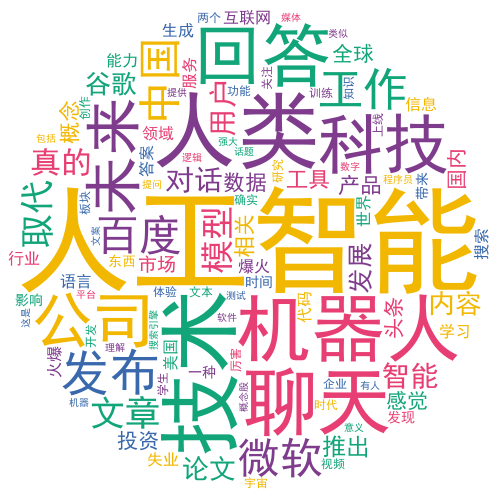 媒体
两个 互联网 类似
生成 回答
能力 服务 关注 全球
谷歌 中国 提供 功能 工作 知识
创作 用户 训练 信息
概念 未来 人类 科技 上线
领域 强大
真的 答案 逻辑 话题 国内
取代 板块 对话 数据 提问 研究 工具 数字 产品 程序员 带来
包括 人工智能 确实 世界
文案 百度 模型 相关 发展 搜索
行业 东西 市场 爆火
影响 语言 体验 文本 时间 代码 头条 内容
这是 平台 公司 技术 测试 机器人
火爆 开发 搜索引擎 软件 学习
理解 美国 厉害
发布 一种 聊天 智能
机器 学生 概念股 企业 有人 感觉
文章 时代 发现
投资 微软 意义 推出
失业 论文 视频
宇宙